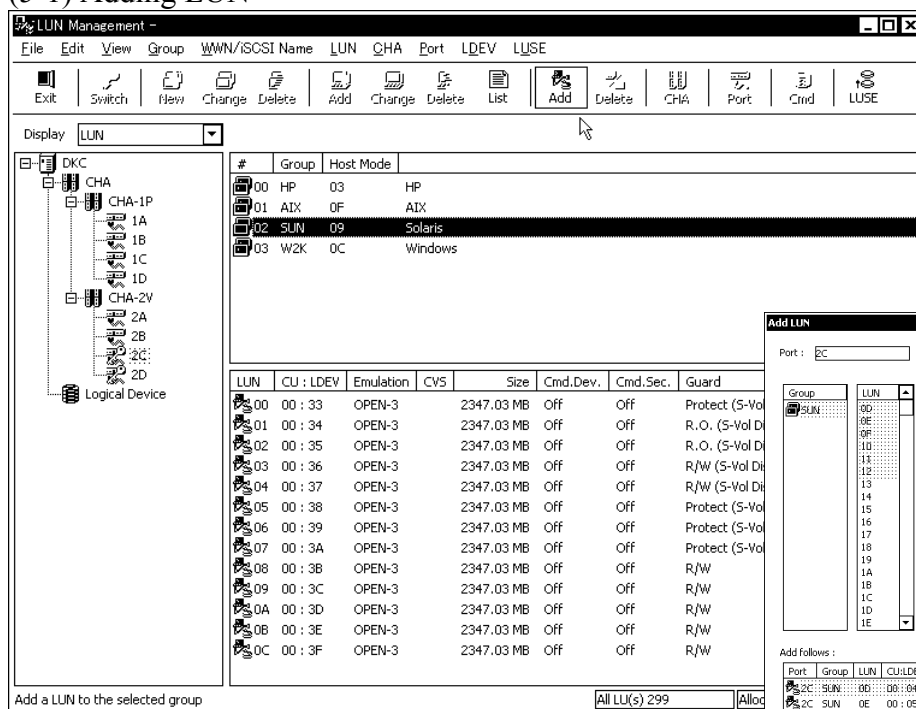 (3-1) Adding LUN
LUN Management -
File Edit View Group WWN/iSCSI Name LUN CHA Port LDEV LUSE
Exit Switch New Change Delete Add Change Delete List Add Delete CHA Port Cmd LUSE
Display LUN
DKC
CHA
CHA-1P
1A
1B
1C
1D
CHA-2V
2A
2B
2C
2D
Logical Device
# Group Host Mode
00 HP 03 HP
01 AIX 0F AIX
02 SUN 09 Solaris
03 W2K 0C Windows
LUN CU : LDEV Emulation CVS Size Cmd.Dev. Cmd.Sec. Guard
00 00 : 33 OPEN-3 2347.03 MB Off Off Protect (S-Vol
01 00 : 34 OPEN-3 2347.03 MB Off Off R.O. (S-Vol Di
02 00 : 35 OPEN-3 2347.03 MB Off Off R.O. (S-Vol Di
03 00 : 36 OPEN-3 2347.03 MB Off Off R/W (S-Vol Dis
04 00 : 37 OPEN-3 2347.03 MB Off Off R/W (S-Vol Dis
05 00 : 38 OPEN-3 2347.03 MB Off Off Protect (S-Vol
06 00 : 39 OPEN-3 2347.03 MB Off Off Protect (S-Vol
07 00 : 3A OPEN-3 2347.03 MB Off Off Protect (S-Vol
08 00 : 3B OPEN-3 2347.03 MB Off Off R/W
09 00 : 3C OPEN-3 2347.03 MB Off Off R/W
0A 00 : 3D OPEN-3 2347.03 MB Off Off R/W
0B 00 : 3E OPEN-3 2347.03 MB Off Off R/W
0C 00 : 3F OPEN-3 2347.03 MB Off Off R/W
Add LUN
Port : 2C
Group
SUN
LUN
0D
0E
0F
10
11
12
13
14
15
16
17
18
19
1A
1B
1C
1D
1E
Add follows :
Port Group LUN CU:LDE
2C SUN 0D 00 : 04
2C SUN 0E 00 : 05
Add a LUN to the selected group
All LU(s) 299
Alloc